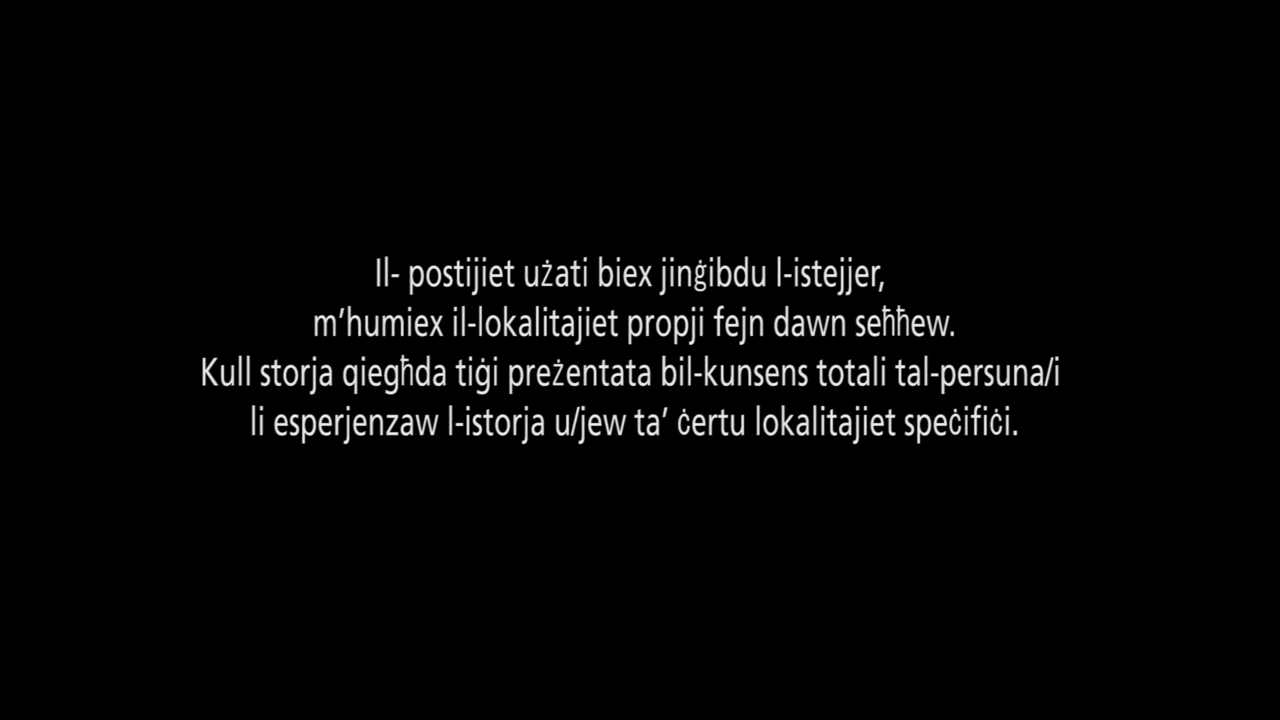 Il- postijiet użati biex jinġibdu l-istejjer,
m’humiex il-lokalitajiet propji fejn dawn seħħew.
Kull storja qiegħda tiġi preżentata bil-kunsens totali tal-persuna/i
li esperjenzaw l-istorja u/jew ta’ ċertu lokalitajiet speċifiċi.